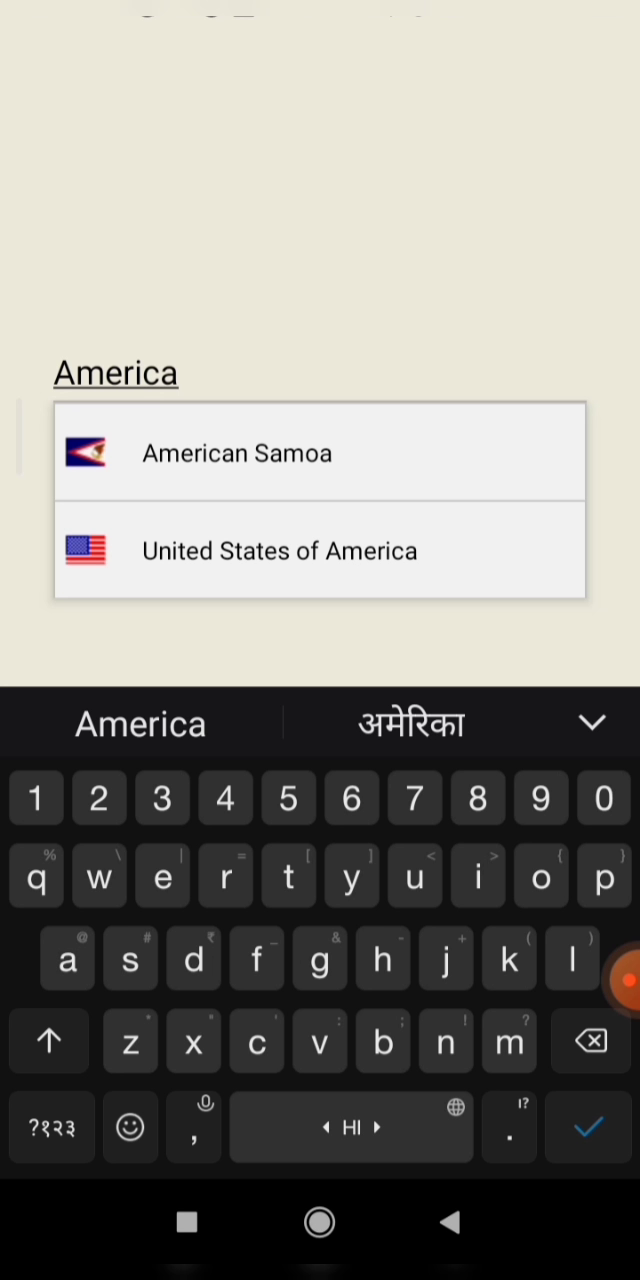 America
American Samoa
United States of America
America अमेरिका
1 2 3 4 5 6 7 8 9 0
% \ | = [ ] < > { }
q w e r t y u i o p
@ # ₹ _ & - + ( )
a s d f g h j k l
* " ' : ; ! ?
z x c v b n m
!?
?१२३ , HI .